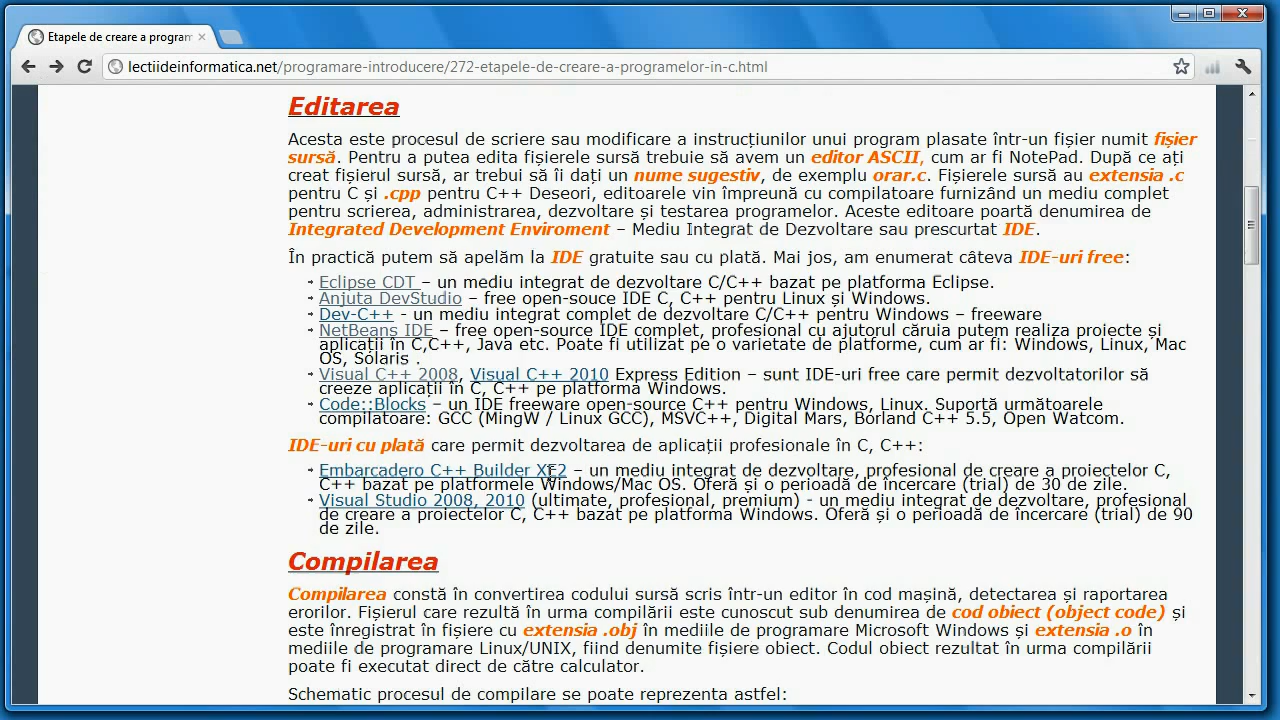 Etapele de creare a program
lectiideinformatica.net/programare-introducere/272-etapele-de-creare-a-programelor-in-c.html
Editarea
Acesta este procesul de scriere sau modificare a instrucțiunilor unui program plasate într-un fișier numit fișier
sursă. Pentru a putea edita fișierele sursă trebuie să avem un editor ASCII, cum ar fi NotePad. După ce ați
creat fișierul sursă, ar trebui să îi dați un nume sugestiv, de exemplu orar.c. Fișierele sursă au extensia .c
pentru C și .cpp pentru C++ Deseori, editoarele vin împreună cu compilatoare furnizând un mediu complet
pentru scrierea, administrarea, dezvoltare și testarea programelor. Aceste editoare poartă denumirea de
Integrated Development Enviroment – Mediu Integrat de Dezvoltare sau prescurtat IDE.
În practică putem să apelăm la IDE gratuite sau cu plată. Mai jos, am enumerat câteva IDE-uri free:
Eclipse CDT – un mediu integrat de dezvoltare C/C++ bazat pe platforma Eclipse.
Anjuta DevStudio – free open-souce IDE C, C++ pentru Linux și Windows.
Dev-C++ - un mediu integrat complet de dezvoltare C/C++ pentru Windows – freeware
NetBeans IDE – free open-source IDE complet, profesional cu ajutorul căruia putem realiza proiecte și
aplicații în C,C++, Java etc. Poate fi utilizat pe o varietate de platforme, cum ar fi: Windows, Linux, Mac
OS, Solaris .
Visual C++ 2008, Visual C++ 2010 Express Edition – sunt IDE-uri free care permit dezvoltatorilor să
creeze aplicații în C, C++ pe platforma Windows.
Code::Blocks – un IDE freeware open-source C++ pentru Windows, Linux. Suportă următoarele
compilatoare: GCC (MingW / Linux GCC), MSVC++, Digital Mars, Borland C++ 5.5, Open Watcom.
IDE-uri cu plată care permit dezvoltarea de aplicații profesionale în C, C++:
Embarcadero C++ Builder XE2 – un mediu integrat de dezvoltare, profesional de creare a proiectelor C,
C++ bazat pe platformele Windows/Mac OS. Oferă și o perioadă de încercare (trial) de 30 de zile.
Visual Studio 2008, 2010 (ultimate, profesional, premium) - un mediu integrat de dezvoltare, profesional
de creare a proiectelor C, C++ bazat pe platforma Windows. Oferă și o perioadă de încercare (trial) de 90
de zile.
Compilarea
Compilarea constă în convertirea codului sursă scris într-un editor în cod mașină, detectarea și raportarea
erorilor. Fișierul care rezultă în urma compilării este cunoscut sub denumirea de cod obiect (object code) și
este înregistrat în fișiere cu extensia .obj în mediile de programare Microsoft Windows și extensia .o în
mediile de programare Linux/UNIX, fiind denumite fișiere obiect. Codul obiect rezultat în urma compilării
poate fi executat direct de către calculator.
Schematic procesul de compilare se poate reprezenta astfel: